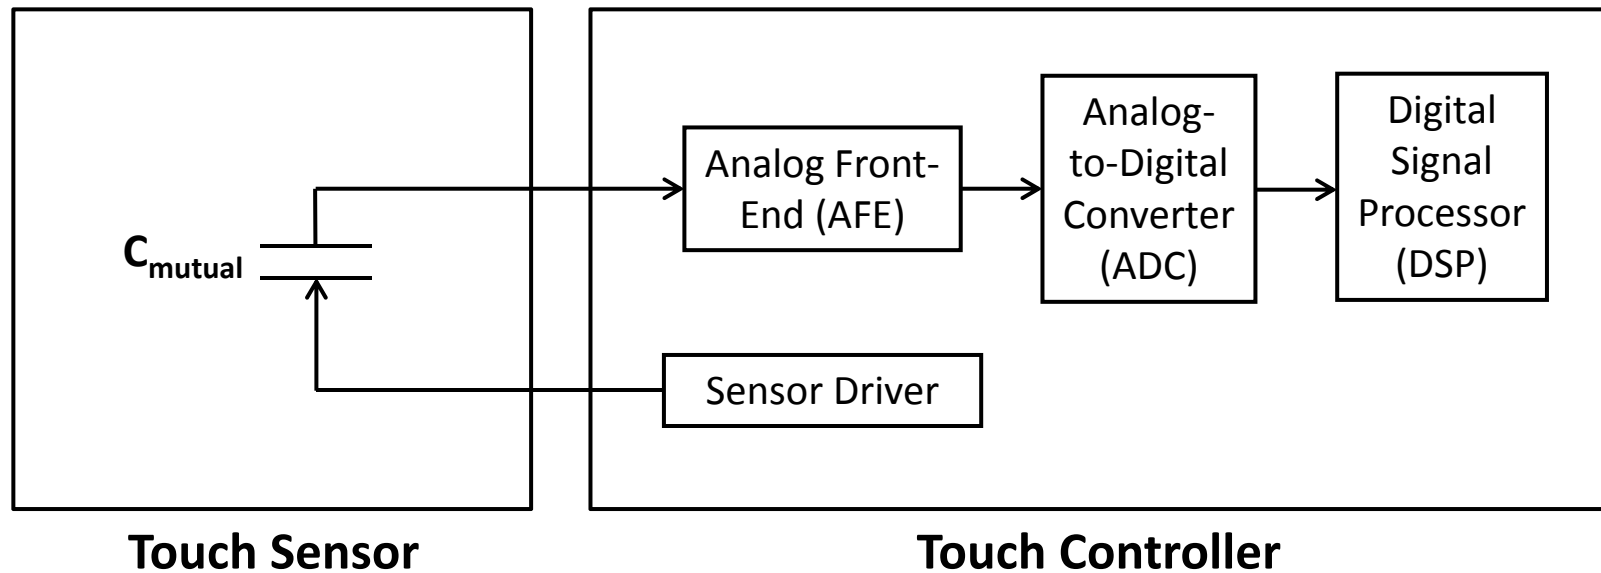 C mutual
Analog Front-
End (AFE)
Analog-
to-Digital
Converter
(ADC)
Digital
Signal
Processor
(DSP)
Sensor Driver
Touch Sensor
Touch Controller